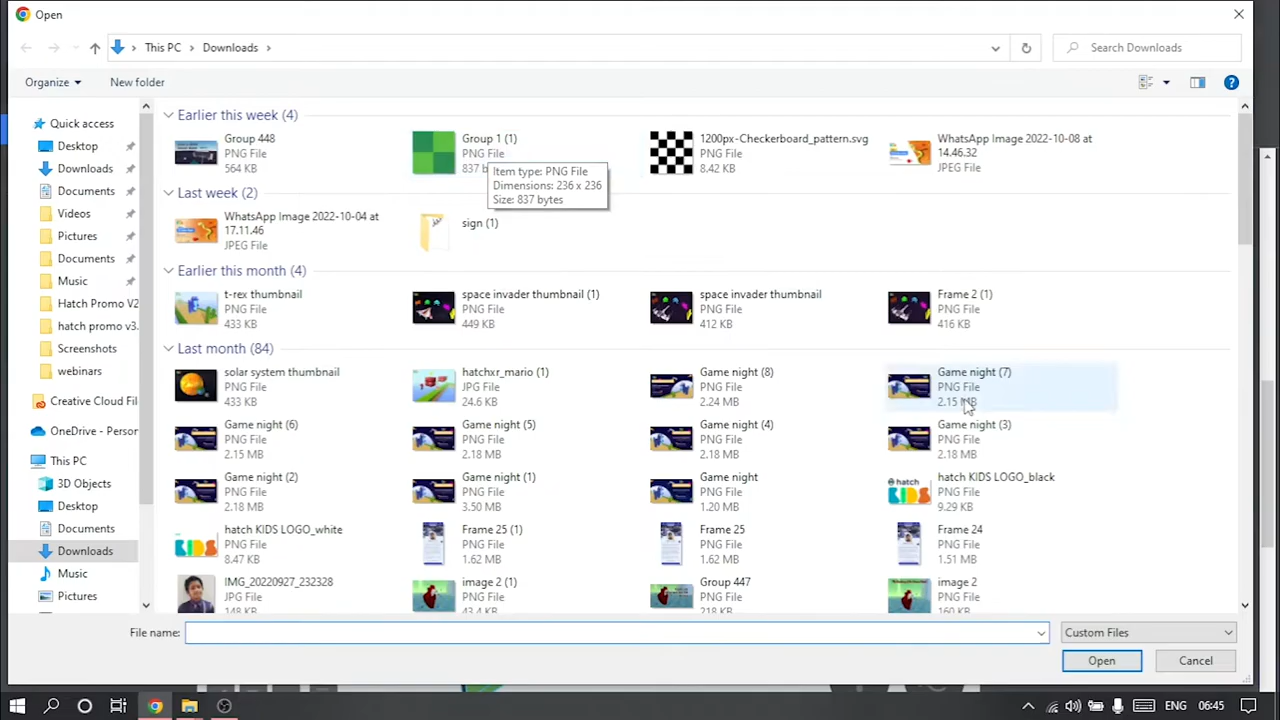 Open
This PC
Downloads
Search Downloads
Organize
New folder
Quick access
Desktop
Downloads
Documents
Videos
Pictures
Documents
Music
Hatch Promo V2
hatch promo v3.
Screenshots
webinars
Creative Cloud Fil
OneDrive - Person
This PC
3D Objects
Desktop
Documents
Downloads
Music
Pictures
Earlier this week (4)
Group 448
PNG File
564 KB
Group 1 (1)
PNG File
837 b
Item type: PNG File
Dimensions: 236 x 236
Size: 837 bytes
1200px-Checkerboard_pattern.svg
PNG File
8.42 KB
WhatsApp Image 2022-10-08 at
14.46.32
JPEG File
Last week (2)
WhatsApp Image 2022-10-04 at
17.11.46
JPEG File
sign (1)
Earlier this month (4)
t-rex thumbnail
PNG File
433 KB
space invader thumbnail (1)
PNG File
449 KB
space invader thumbnail
PNG File
412 KB
Frame 2 (1)
PNG File
416 KB
Last month (84)
solar system thumbnail
PNG File
433 KB
hatchxr_mario (1)
JPG File
24.6 KB
Game night (8)
PNG File
2.24 MB
Game night (7)
PNG File
2.15 MB
Game night (6)
PNG File
2.15 MB
Game night (5)
PNG File
2.18 MB
Game night (4)
PNG File
2.18 MB
Game night (3)
PNG File
2.18 MB
Game night (2)
PNG File
2.18 MB
Game night (1)
PNG File
3.50 MB
Game night
PNG File
1.20 MB
hatch KIDS LOGO_black
PNG File
9.29 KB
hatch KIDS LOGO_white
PNG File
8.47 KB
Frame 25 (1)
PNG File
1.62 MB
Frame 25
PNG File
1.62 MB
Frame 24
PNG File
1.51 MB
IMG_20220927_232328
JPG File
148 KB
image 2 (1)
PNG File
43.4 KB
Group 447
PNG File
218 KB
image 2
PNG File
160 KB
File name:
Custom Files
Open
Cancel
ENG
06:45